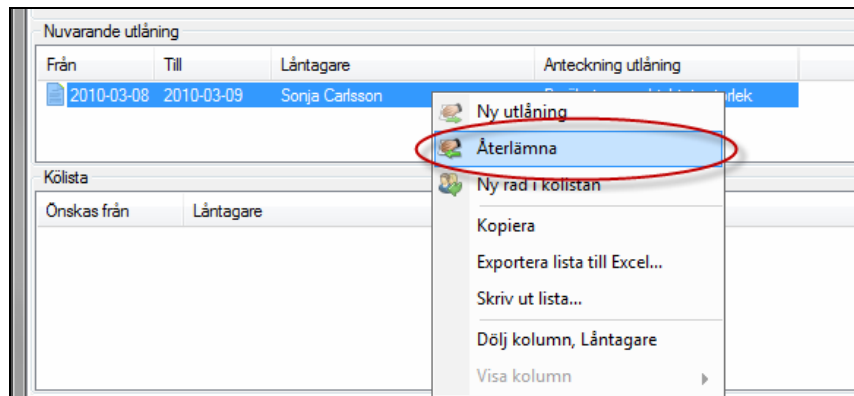 Nuvarande utlåning
Från Till Låntagare Anteckning utlåning
2010-03-08 2010-03-09 Sonja Carlsson
Ny utlåning
Återlämna
Kölista
Ny rad i kölistan
Önskas från Låntagare
Kopiera
Exportera lista till Excel...
Skriv ut lista...
Dölj kolumn, Låntagare
Visa kolumn